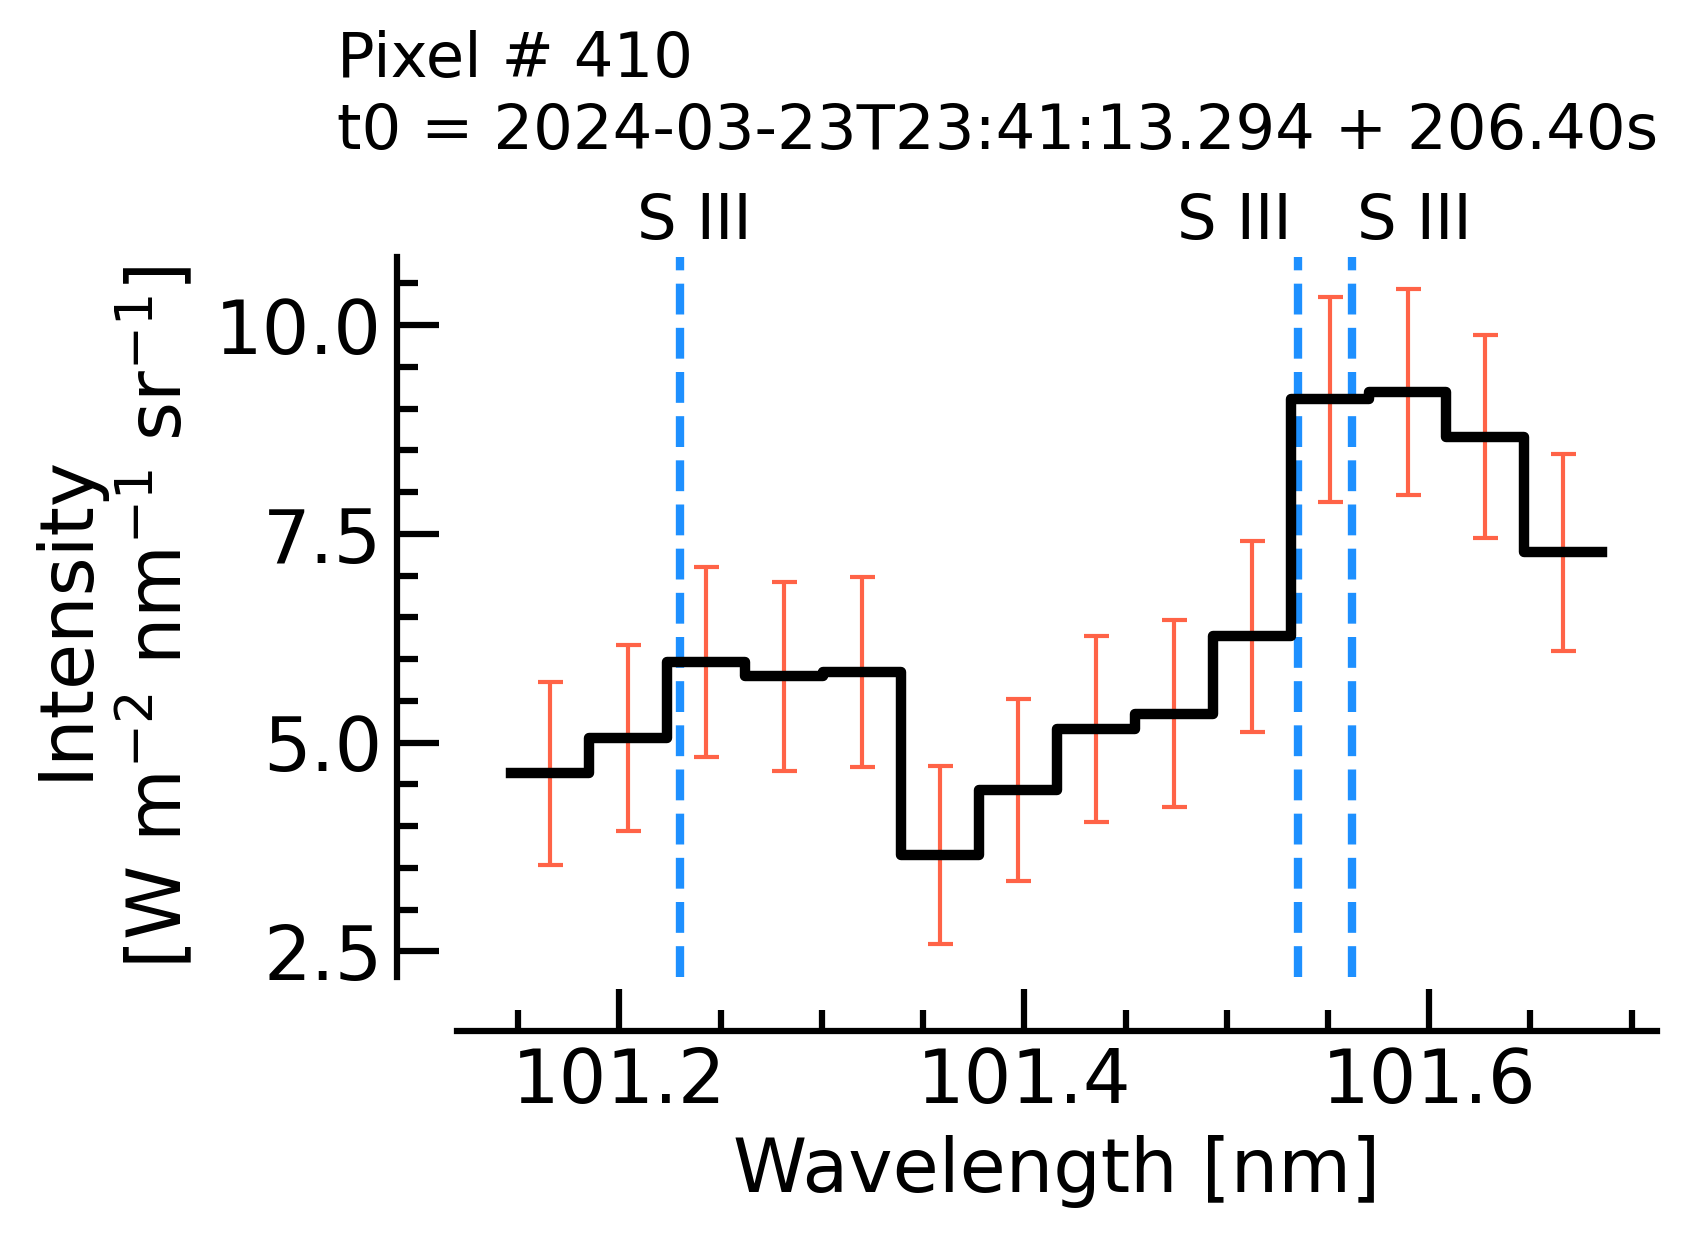 Pixel # 410
t0 = 2024-03-23T23:41:13.294 + 206.40s
S III S III S III
Intensity
[W m⁻² nm⁻¹ sr⁻¹]
10.0
7.5
5.0
2.5
101.2 101.4 101.6
Wavelength [nm]